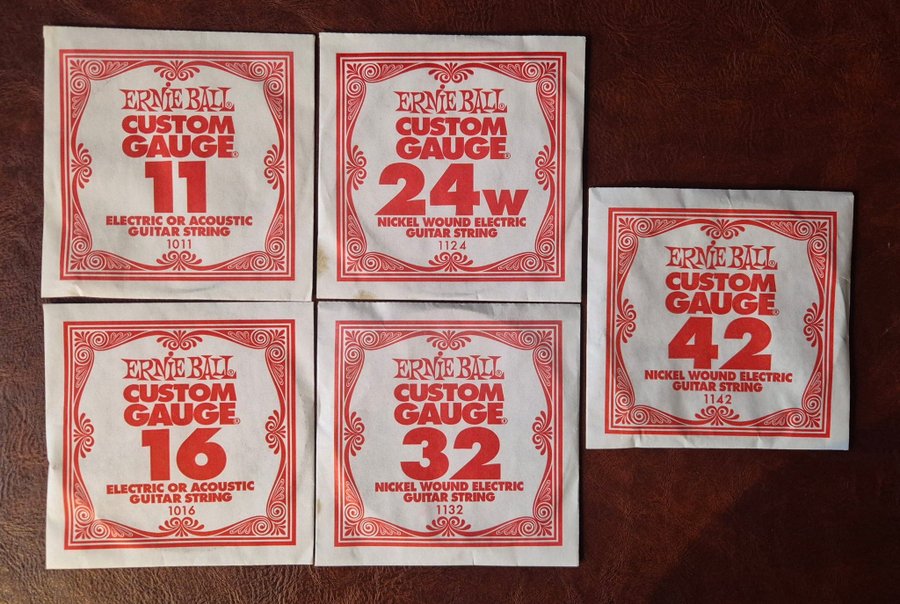 ERNIE BALL®
CUSTOM
GAUGE®
11
ELECTRIC OR ACOUSTIC
GUITAR STRING
1011
ERNIE BALL®
CUSTOM
GAUGE®
24w
NICKEL WOUND ELECTRIC
GUITAR STRING
1124
ERNIE BALL®
CUSTOM
GAUGE®
42
NICKEL WOUND ELECTRIC
GUITAR STRING
1142
ERNIE BALL®
CUSTOM
GAUGE®
16
ELECTRIC OR ACOUSTIC
GUITAR STRING
1016
ERNIE BALL®
CUSTOM
GAUGE®
32
NICKEL WOUND ELECTRIC
GUITAR STRING
1132